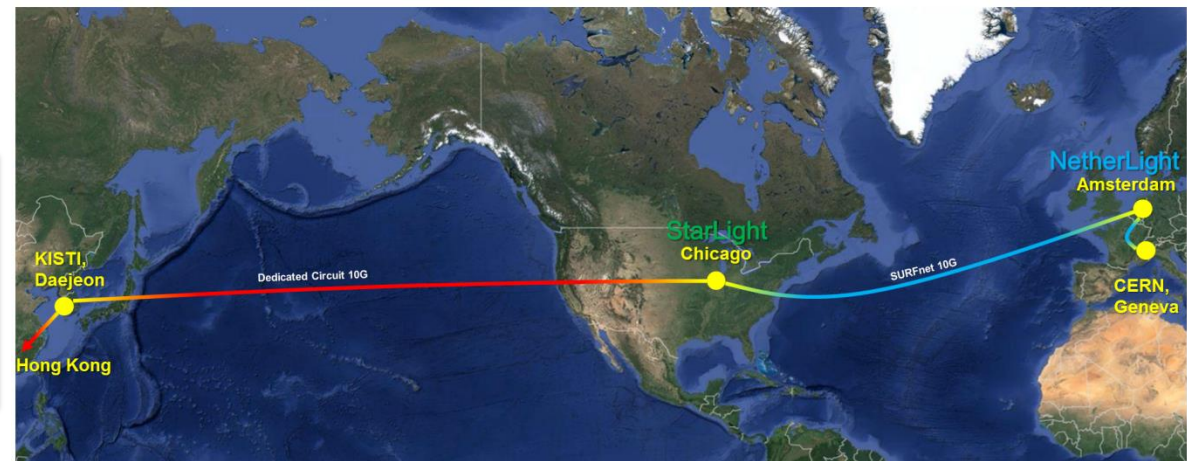 NetherLight
Amsterdam
StarLight
Chicago
KISTI,
Daejeon
Dedicated Circuit 10G
SURFnet 10G
CERN,
Geneva
Hong Kong